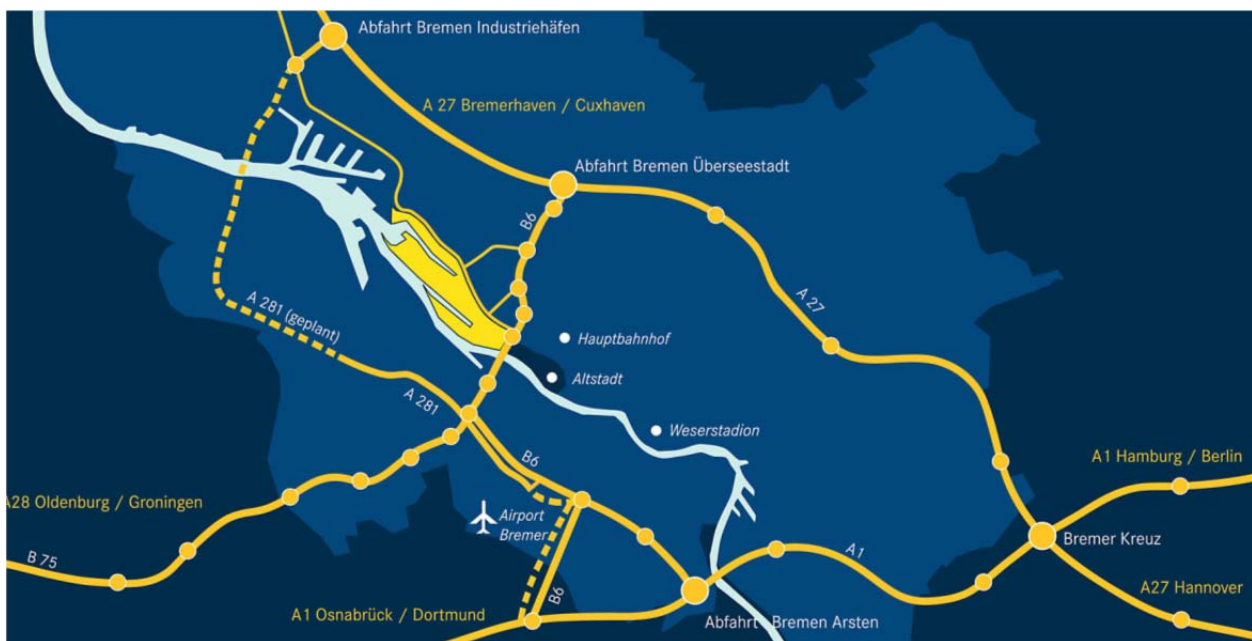 Abfahrt Bremen Industriehäfen
A 27 Bremerhaven / Cuxhaven
Abfahrt Bremen Überseestadt
B6
A 27
A 281 (geplant)
Hauptbahnhof
Altstadt
A 281
Weserstadion
B6
A1 Hamburg / Berlin
A28 Oldenburg / Groningen
Airport
Bremer
Bremer Kreuz
B 75
A1
B6
A27 Hannover
A1 Osnabrück / Dortmund
Abfahrt Bremen Arsten